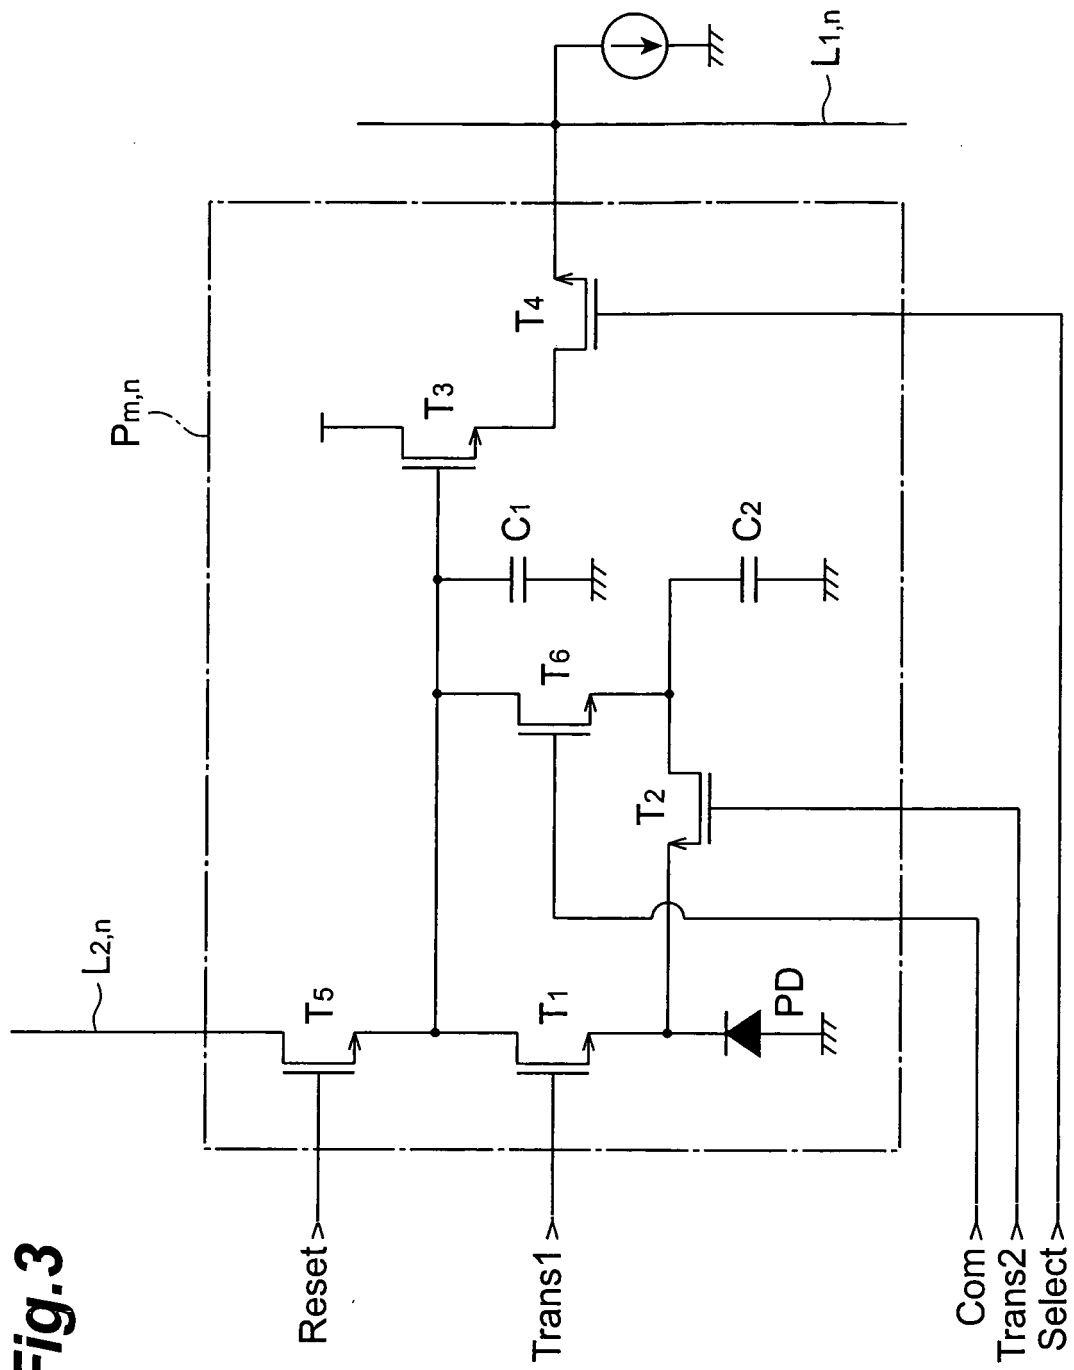 Fig.3
L1,n
Pm,n
T4
T3
C1
C2
T6
T2
L2,n
T5
T1
PD
Reset
Trans1
Com
Trans2
Select